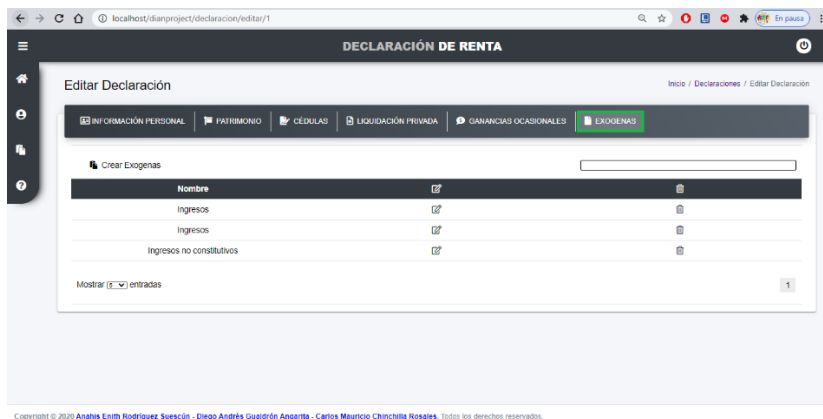 localhost/dianproject/declaracion/editar/1
En pausa
DECLARACIÓN DE RENTA
Editar Declaración
Inicio / Declaraciones / Editar Declaración
INFORMACIÓN PERSONAL PATRIMONIO CÉDULAS LIQUIDACIÓN PRIVADA GANANCIAS OCASIONALES EXOGENAS
Crear Exogenas
Nombre
Ingresos
Ingresos
Ingresos no constitutivos
Mostrar 5 entradas
1
Copyright © 2020 Anahis Enith Rodríguez Suescún - Diego Andrés Gualdrón Angarita - Carlos Mauricio Chinchilla Rosales. Todos los derechos reservados.